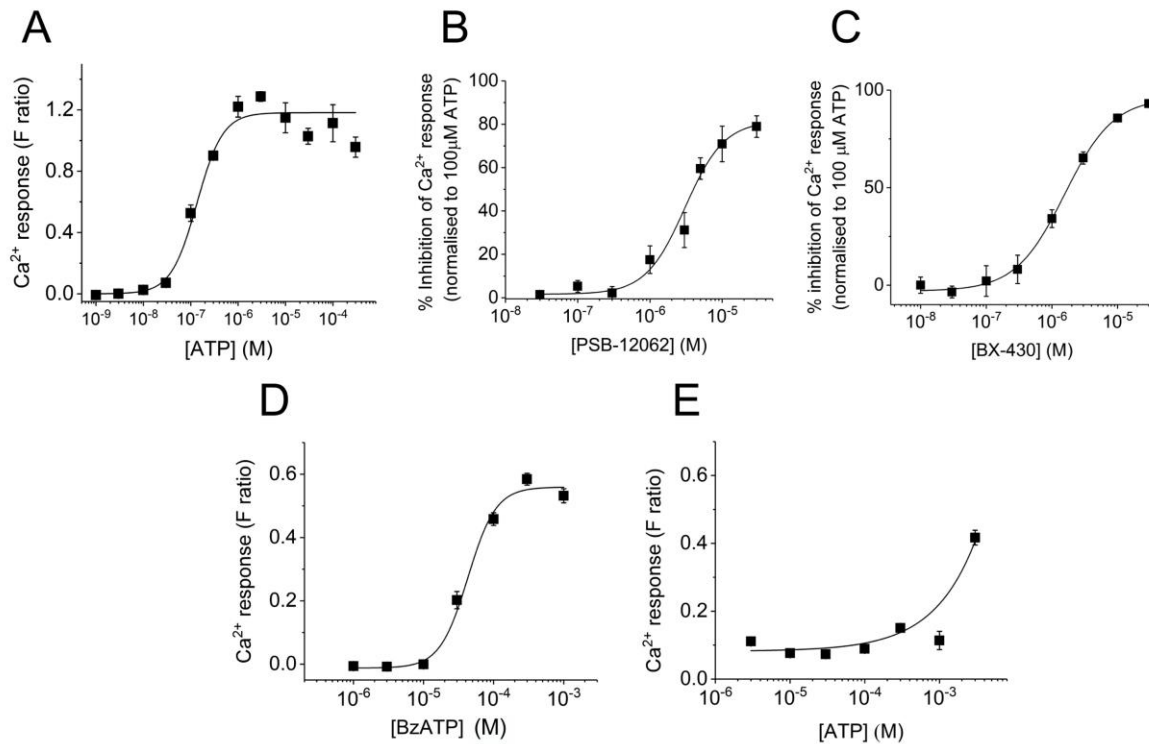 A
Ca²⁺ response (F ratio)
1.2
0.8
0.4
0.0
10⁻⁹ 10⁻⁸ 10⁻⁷ 10⁻⁶ 10⁻⁵ 10⁻⁴
[ATP] (M)
B
% Inhibition of Ca²⁺ response
(normalised to 100μM ATP)
100
80
60
40
20
0
10⁻⁸ 10⁻⁷ 10⁻⁶ 10⁻⁵
[PSB-12062] (M)
C
% Inhibition of Ca²⁺ response
(normalised to 100 μM ATP)
100
50
0
10⁻⁸ 10⁻⁷ 10⁻⁶ 10⁻⁵
[BX-430] (M)
D
Ca²⁺ response (F ratio)
0.6
0.4
0.2
0.0
10⁻⁶ 10⁻⁵ 10⁻⁴ 10⁻³
[BzATP] (M)
E
Ca²⁺ response (F ratio)
0.6
0.4
0.2
0.0
10⁻⁶ 10⁻⁵ 10⁻⁴ 10⁻³
[ATP] (M)